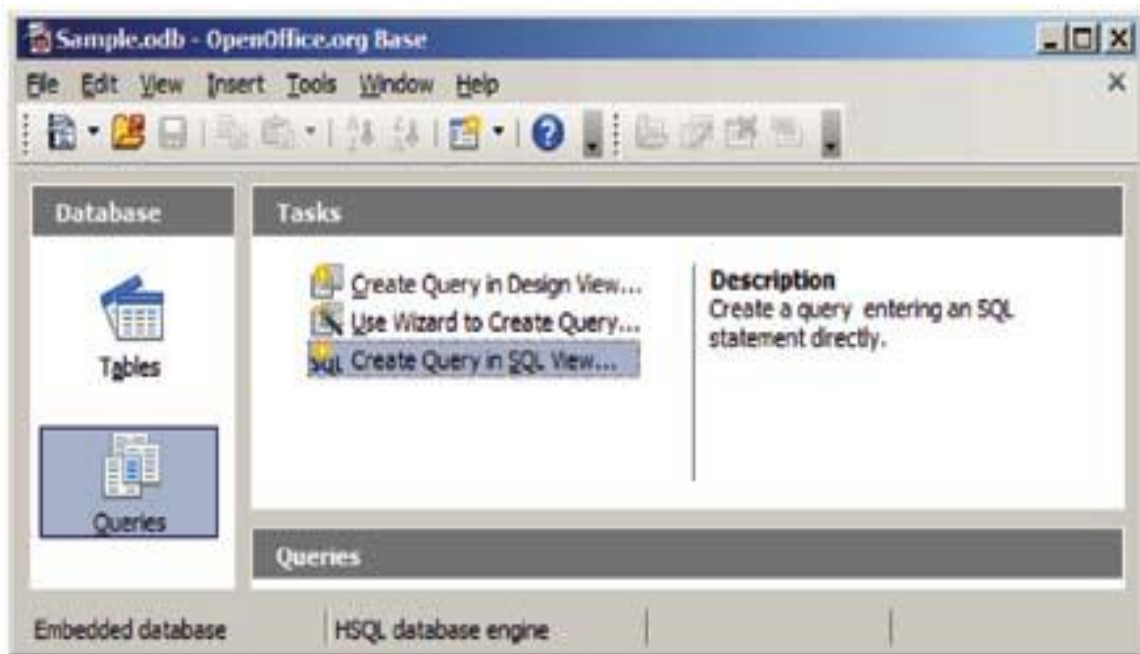 Sample.odb - OpenOffice.org Base
File Edit View Insert Tools Window Help
Database
Tables
Queries
Tasks
Create Query in Design View...
Use Wizard to Create Query...
SQL Create Query in SQL View...
Description
Create a query entering an SQL
statement directly.
Queries
Embedded database
HSQL database engine